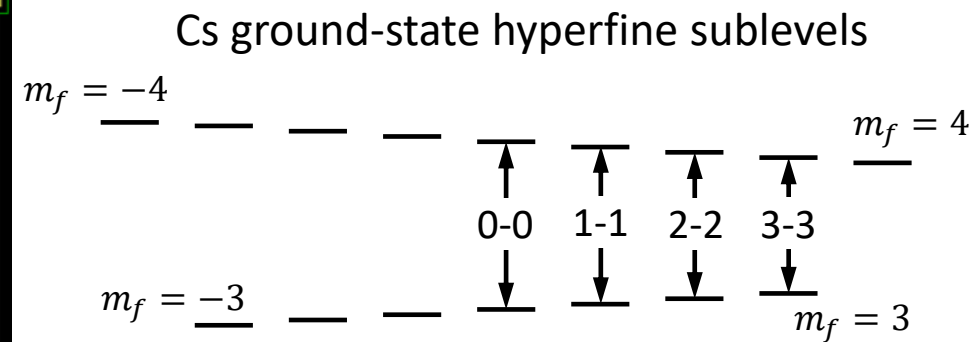 Cs ground-state hyperfine sublevels
m_f = −4
m_f = 4
0-0 1-1 2-2 3-3
m_f = −3
m_f = 3